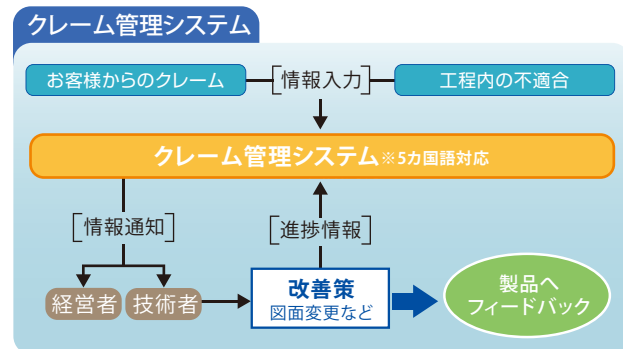 クレーム管理システム
お客様からのクレーム
[情報入力]
工程内の不適合
クレーム管理システム※5カ国語対応
[情報通知]
[進捗情報]
経営者
技術者
改善策
図面変更など
製品へ
フィードバック